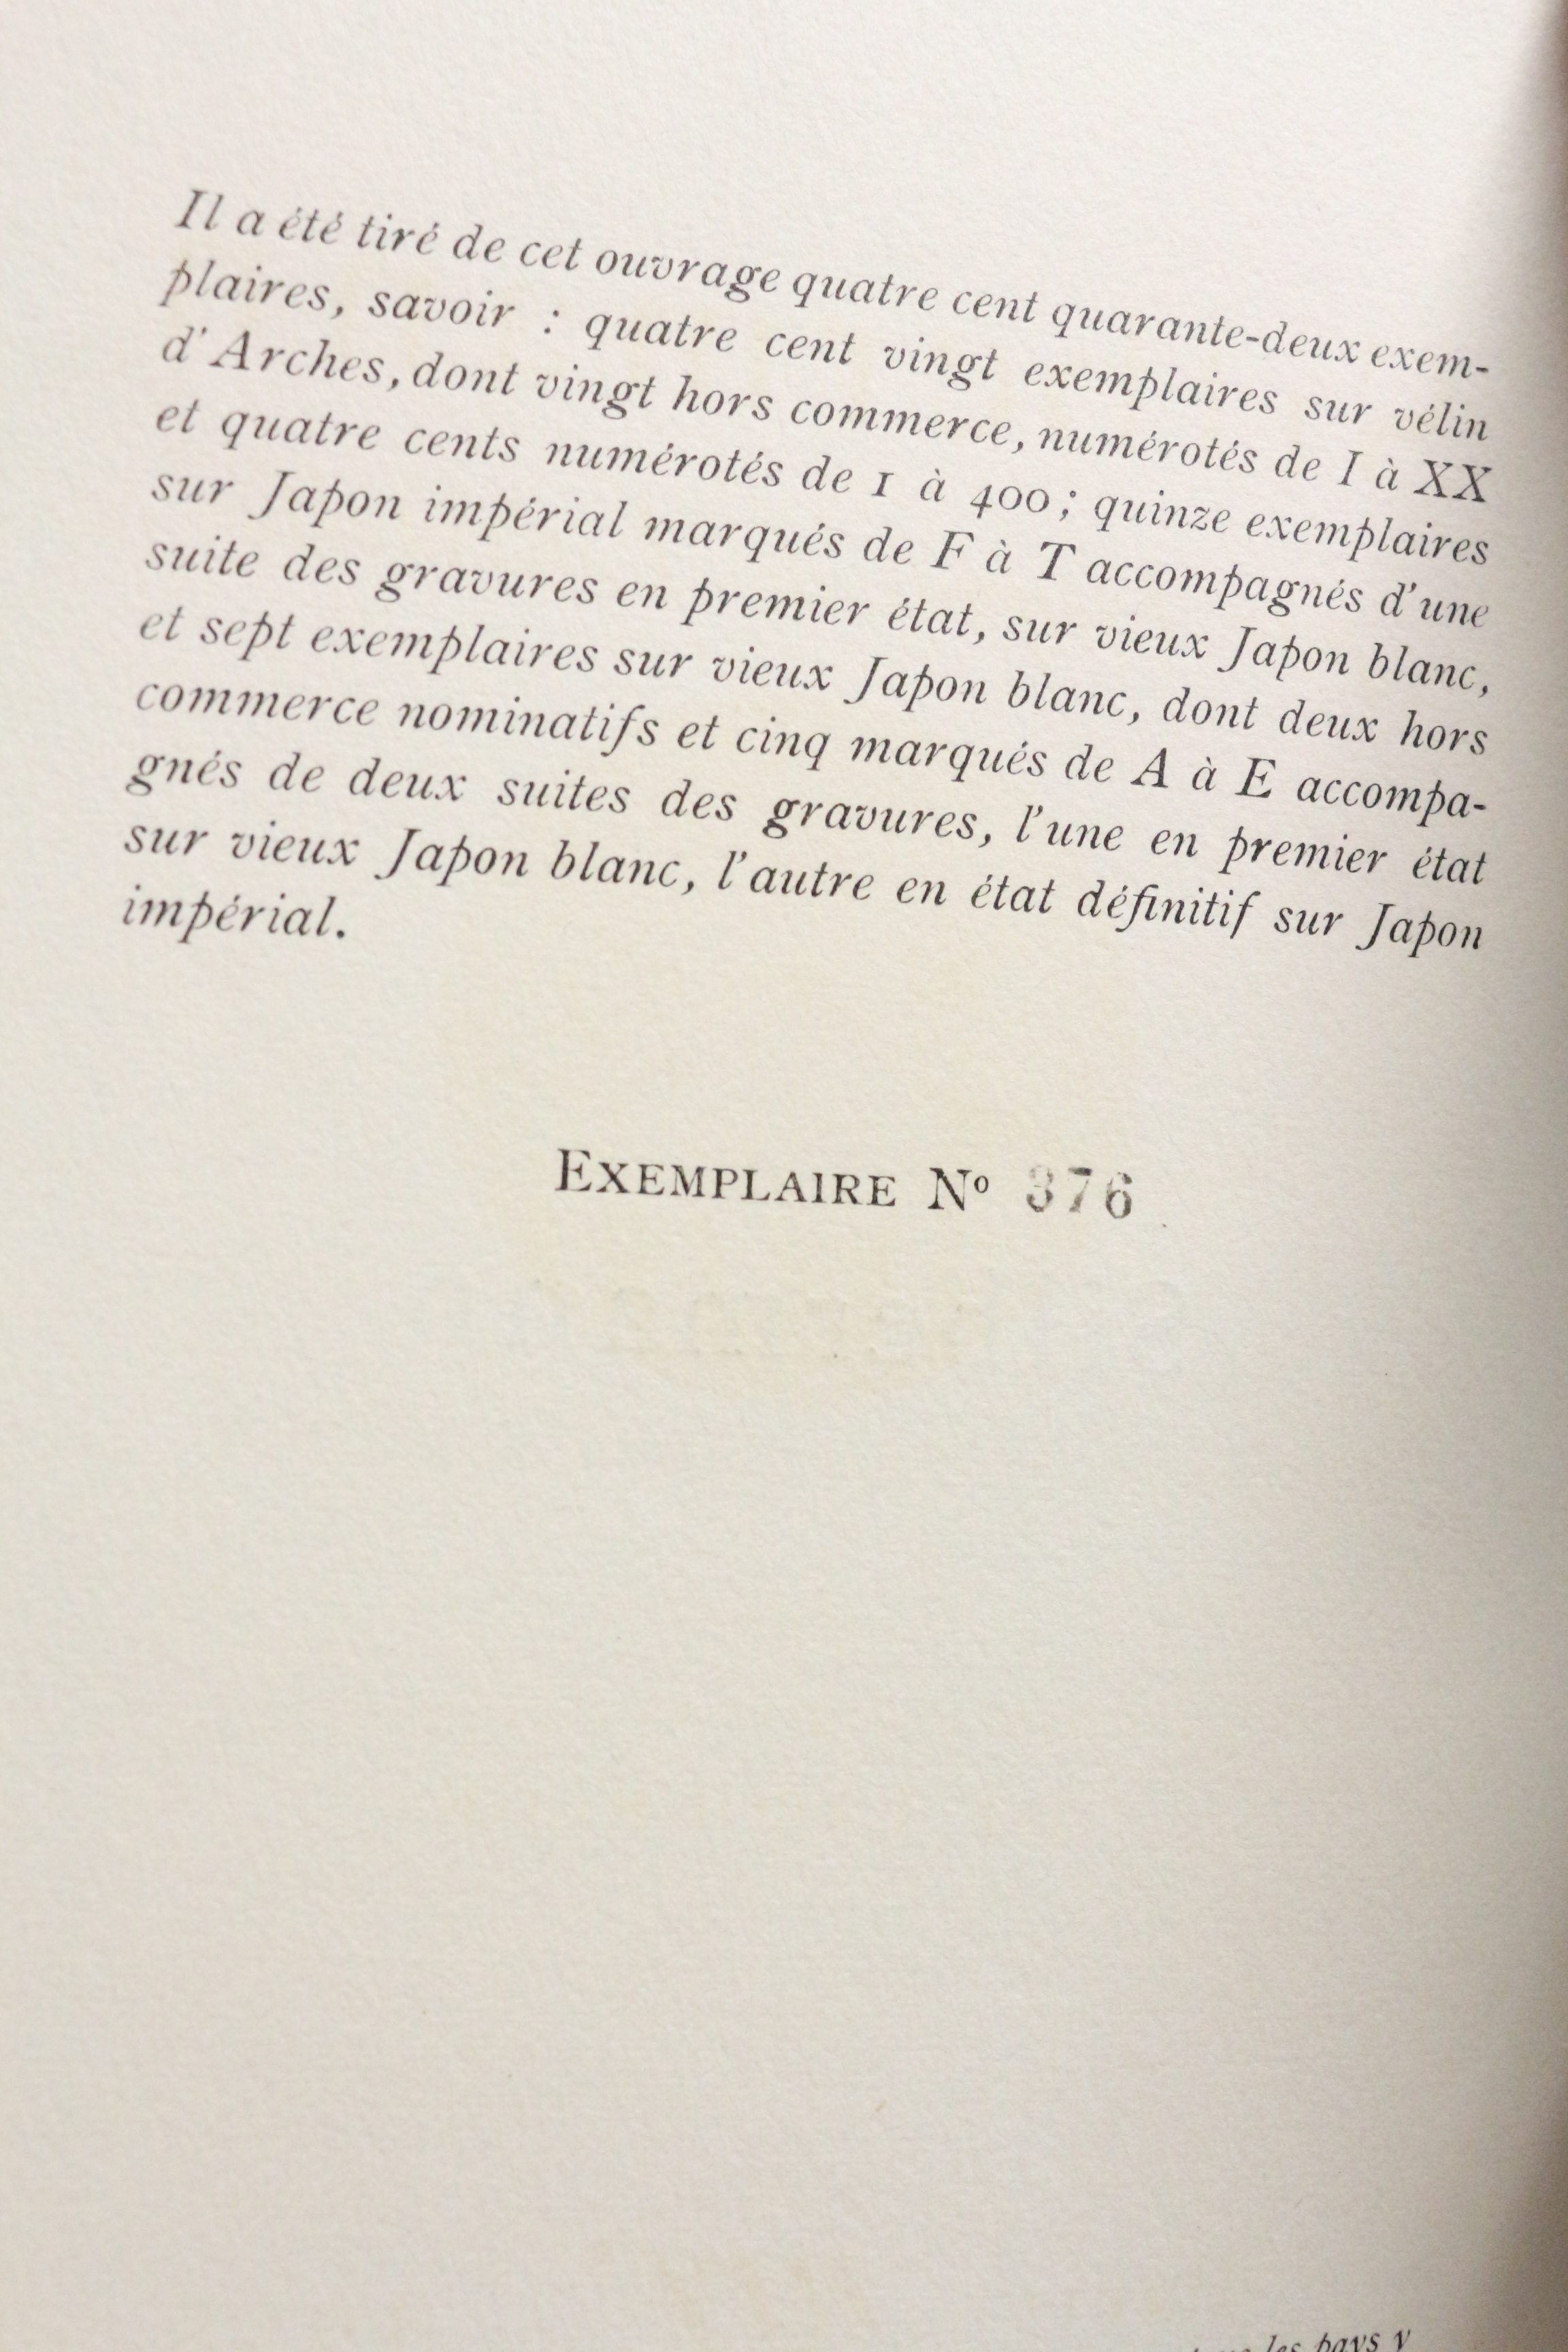 Il a été tiré de cet ouvrage quatre cent quarante-deux exem-
plaires, savoir : quatre cent vingt exemplaires sur vélin
d'Arches, dont vingt hors commerce, numérotés de I à XX
et quatre cents numérotés de 1 à 400 ; quinze exemplaires
sur Japon impérial marqués de F à T accompagnés d'une
suite des gravures en premier état, sur vieux Japon blanc,
et sept exemplaires sur vieux Japon blanc, dont deux hors
commerce nominatifs et cinq marqués de A à E accompa-
gnés de deux suites des gravures, l'une en premier état
sur vieux Japon blanc, l'autre en état définitif sur Japon
impérial.
EXEMPLAIRE Nº 376
les pays y